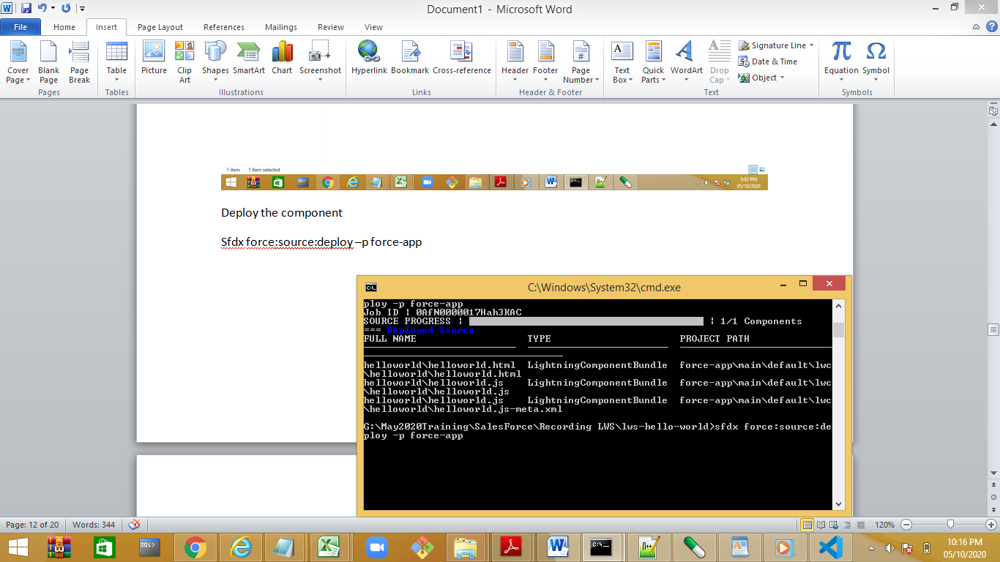 Document1 - Microsoft Word
File Home Insert Page Layout References Mailings Review View
Cover Page
Blank Page
Page Break
Table
Picture
Clip Art
Shapes
SmartArt
Chart
Screenshot
Hyperlink
Bookmark
Cross-reference
Header
Footer
Page Number
A
Text Box
Quick Parts
WordArt
Drop Cap
Signature Line
Date & Time
Object
π
Equation
Ω
Symbol
Pages Tables Illustrations Links Header & Footer Text Symbols
1 item 1 item selected
5:02 PM
05/10/2020
Deploy the component
Sfdx force:source:deploy –p force-app
C:\Windows\System32\cmd.exe
ploy -p force-app
Job ID | 0AfN0000017Hah3KAC
SOURCE PROGRESS | | 1/1 Components
=== Deployed Source
FULL NAME TYPE PROJECT PATH
helloworld\helloworld.html LightningComponentBundle force-app\main\default\lwc
\helloworld\helloworld.html
helloworld\helloworld.js LightningComponentBundle force-app\main\default\lwc
\helloworld\helloworld.js
helloworld\helloworld.js LightningComponentBundle force-app\main\default\lwc
\helloworld\helloworld.js-meta.xml
G:\May2020Training\SalesForce\Recording LWS\lws-hello-world>sfdx force:source:de
ploy -p force-app
Page: 12 of 20 Words: 344 120%
SQL>
10:16 PM
05/10/2020